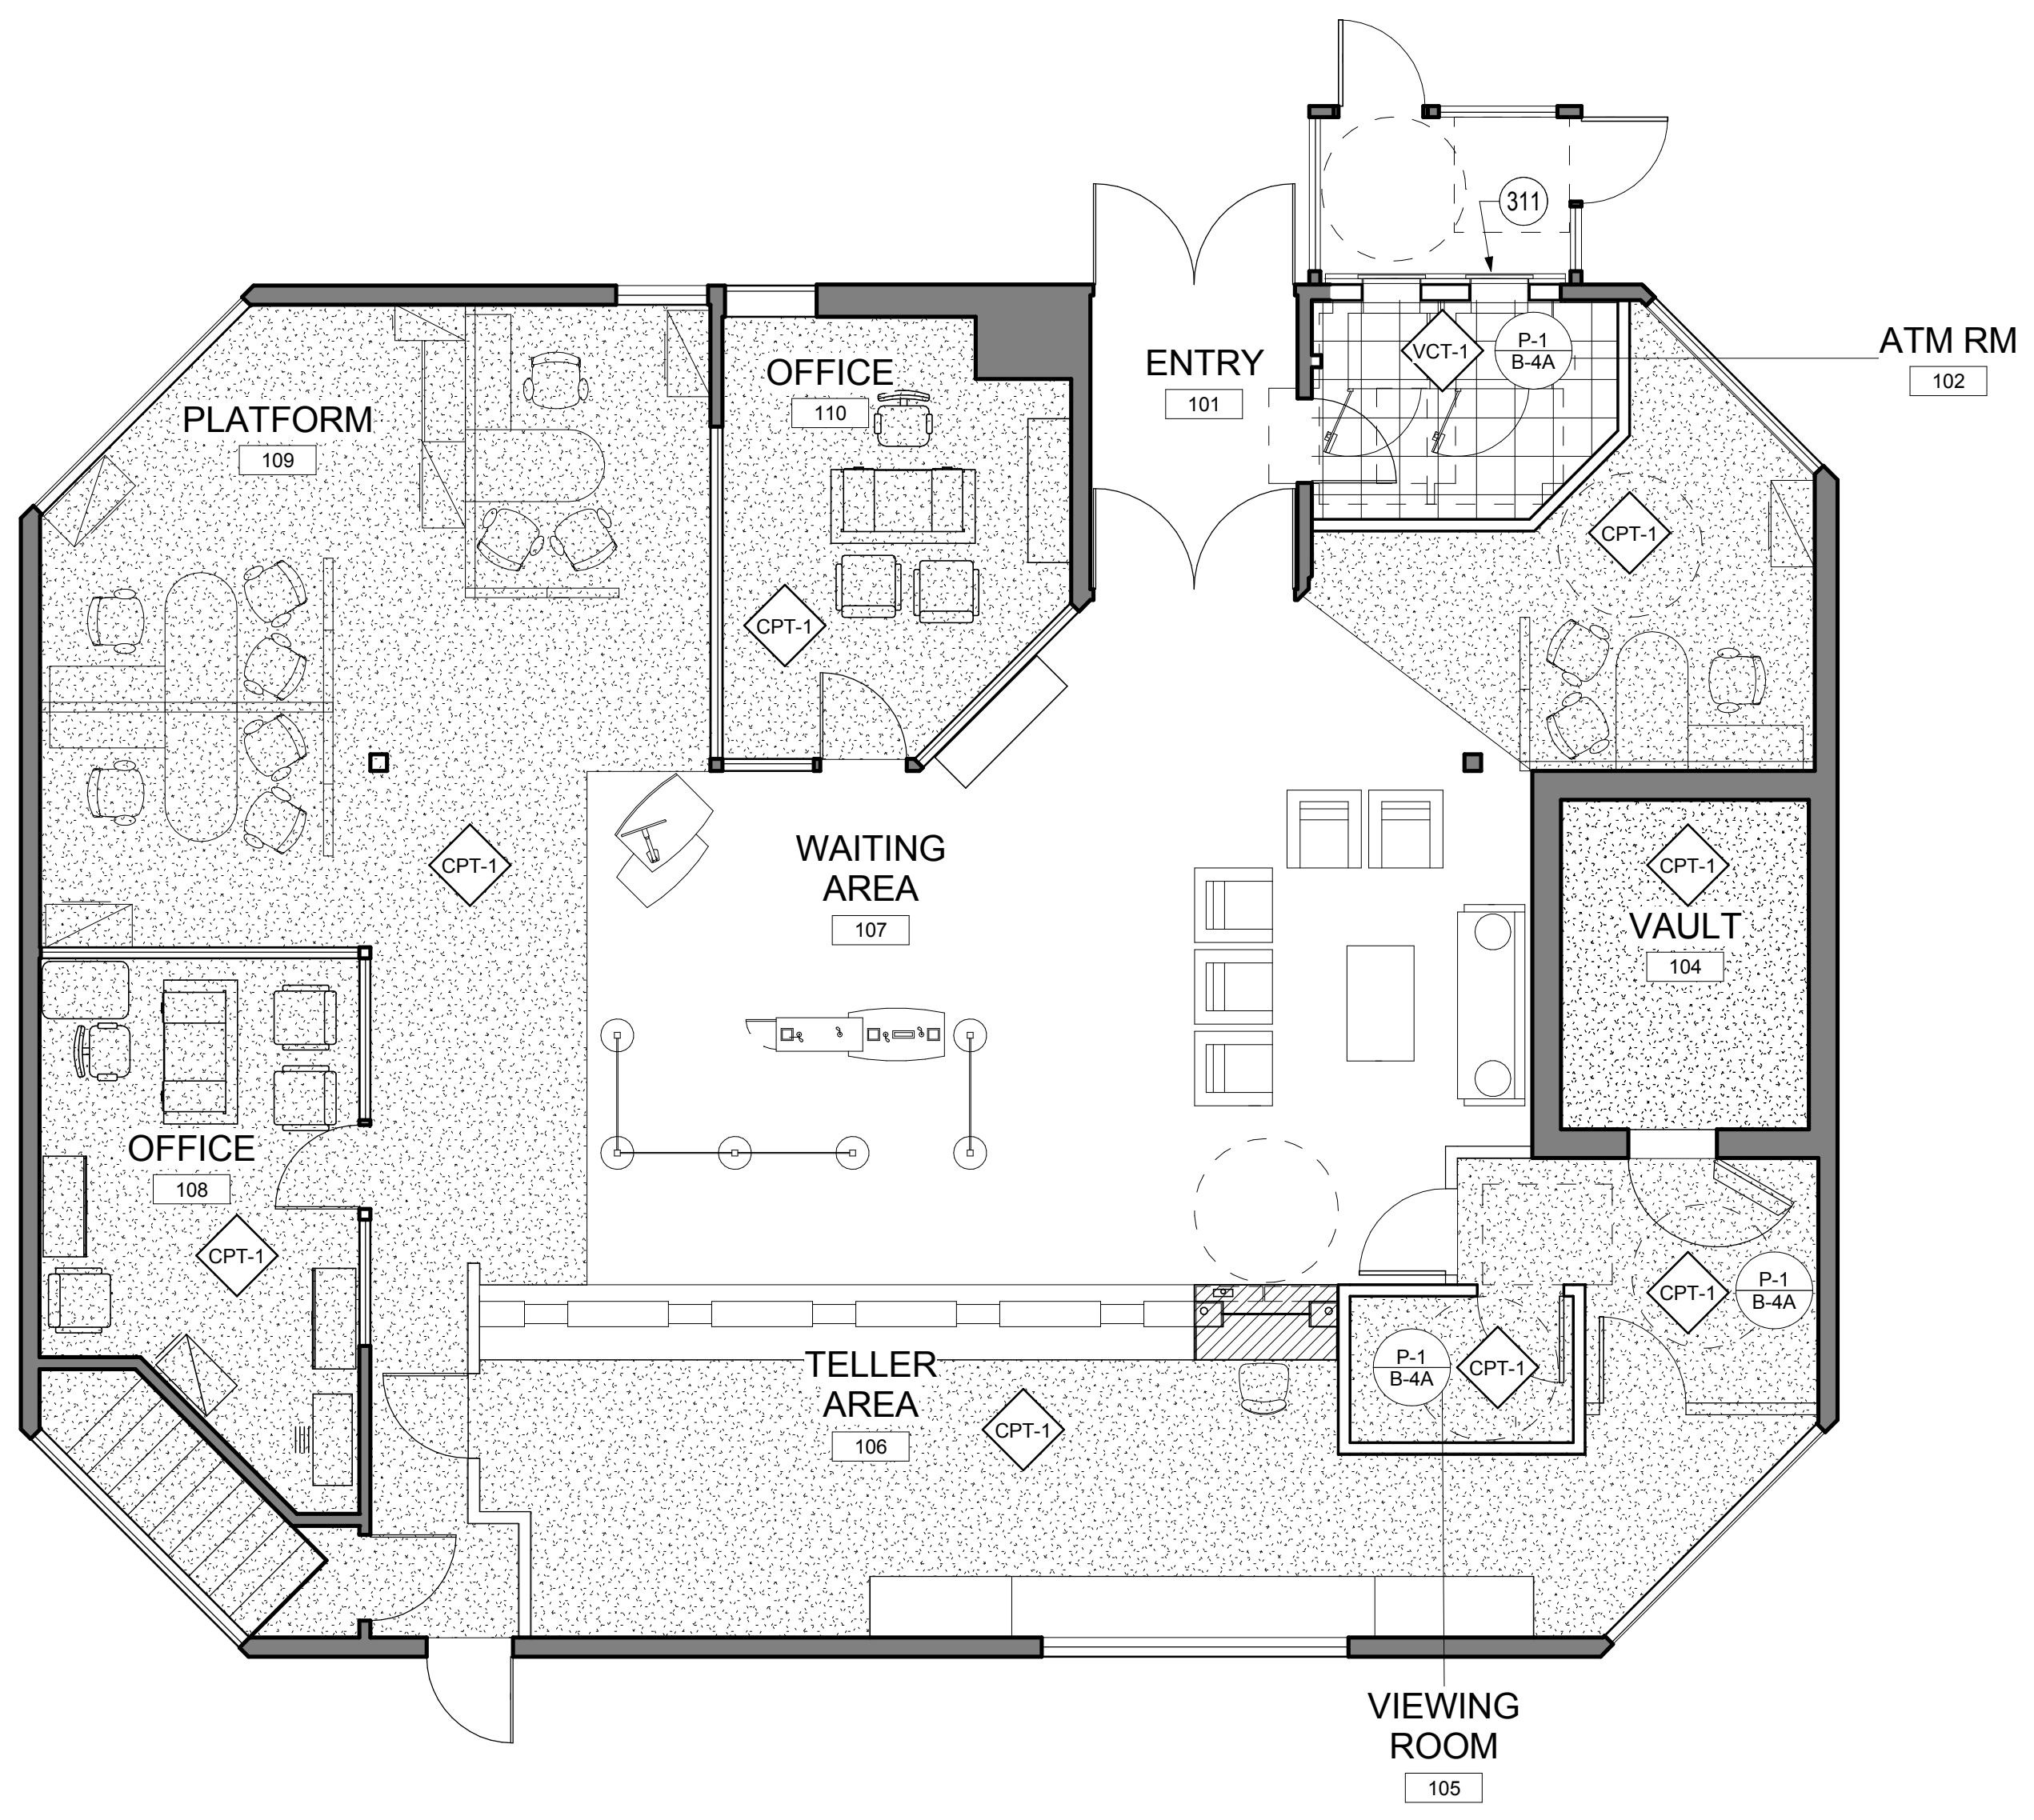 311
ATM RM
102
VCT-1
P-1
B-4A
ENTRY
101
OFFICE
110
PLATFORM
109
CPT-1
CPT-1
WAITING
AREA
107
CPT-1
CPT-1
VAULT
104
OFFICE
108
CPT-1
CPT-1
P-1
B-4A
P-1
B-4A
CPT-1
TELLER
AREA
106
CPT-1
VIEWING
ROOM
105